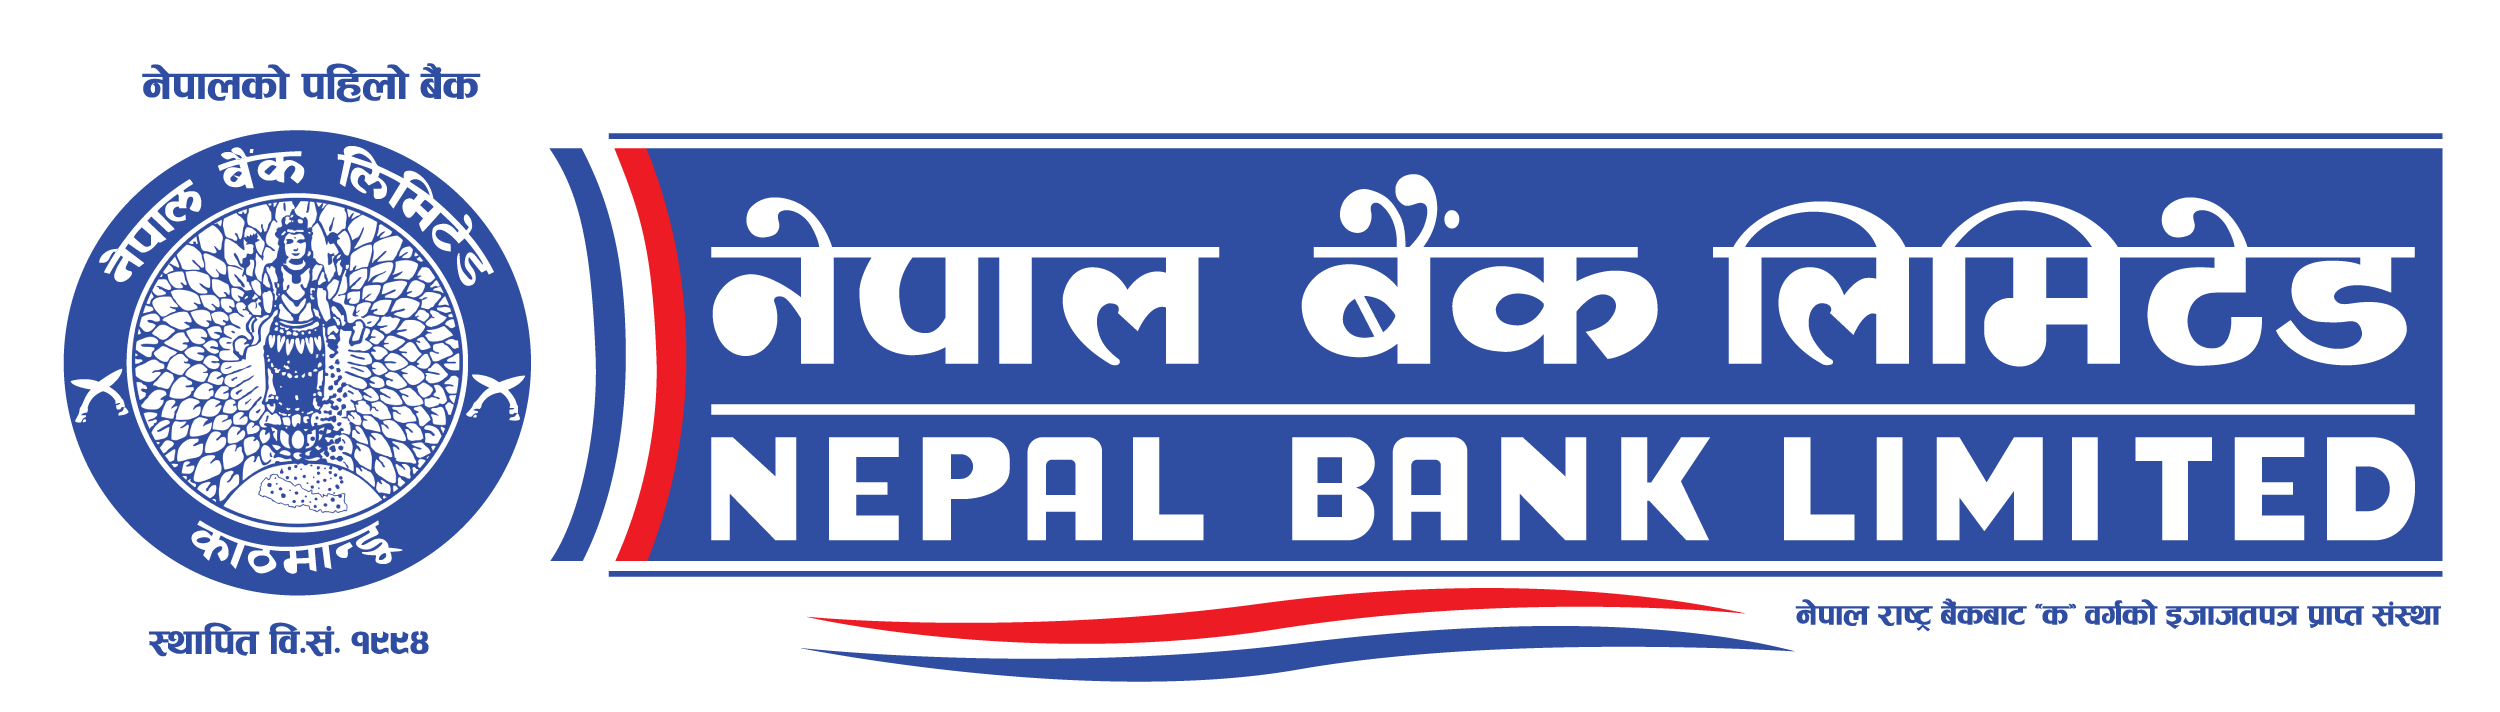 नेपालको पहिलो बैंक
नेपाल बैंक लिमिटेड
काठमाण्डू
स्थापित वि.सं. १९९४
नेपाल बैंक लिमिटेड
NEPAL BANK LIMITED
नेपाल राष्ट्र बैंकबाट “क” वर्गको इजाजतपत्र प्राप्त संस्था